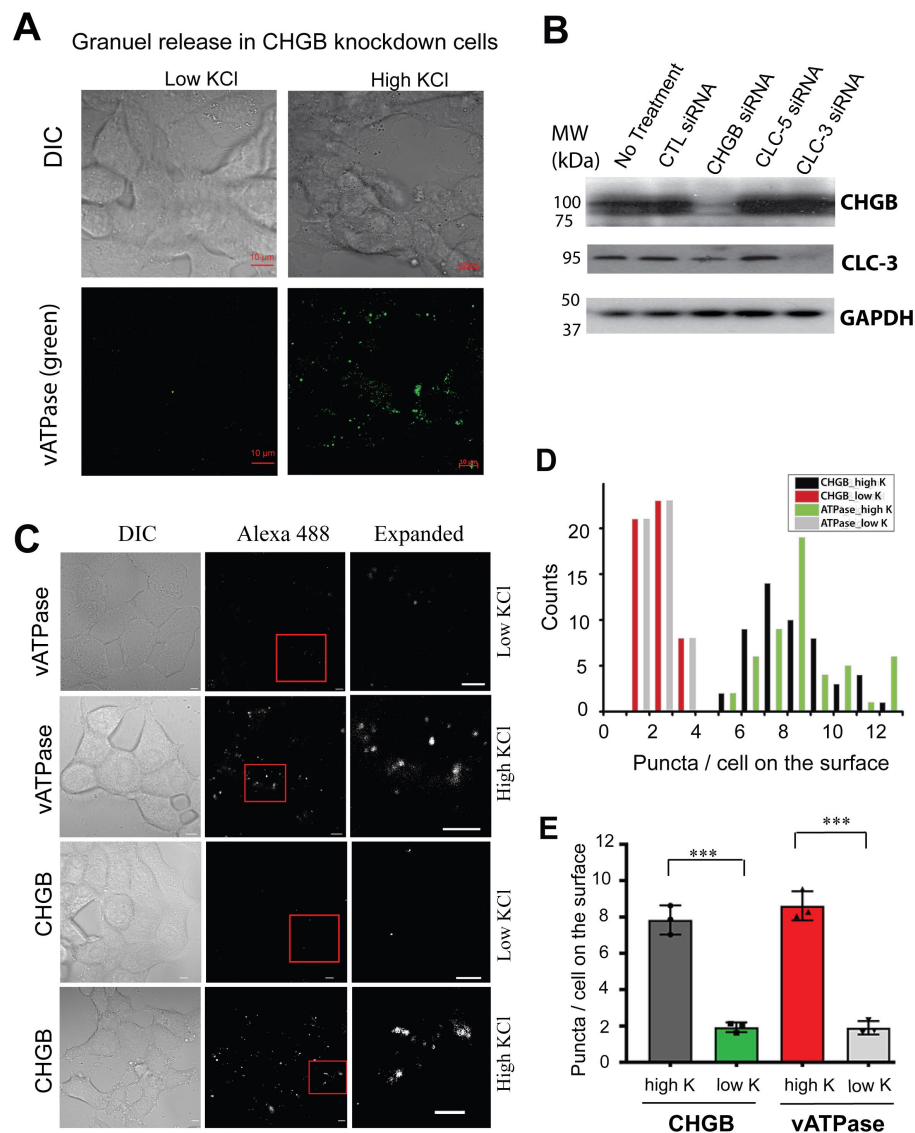 A
Granuel release in CHGB knockdown cells
Low KCl
High KCl
DIC
10 µm
vATPase (green)
10 µm
10 µm
B
MW
(kDa)
No Treatment
CTL siRNA
CHGB siRNA
CLC-5 siRNA
CLC-3 siRNA
100
75
CHGB
95
CLC-3
50
37
GAPDH
C
DIC
Alexa 488
Expanded
vATPase
Low KCl
vATPase
High KCl
CHGB
Low KCl
CHGB
High KCl
D
CHGB_high K
CHGB_low K
ATPase_high K
ATPase_low K
Counts
20
15
10
5
0
0
2
4
6
8
10
12
Puncta / cell on the surface
E
Puncta / cell on the surface
12
10
8
6
4
2
0
***
***
high K
low K
high K
low K
CHGB
vATPase